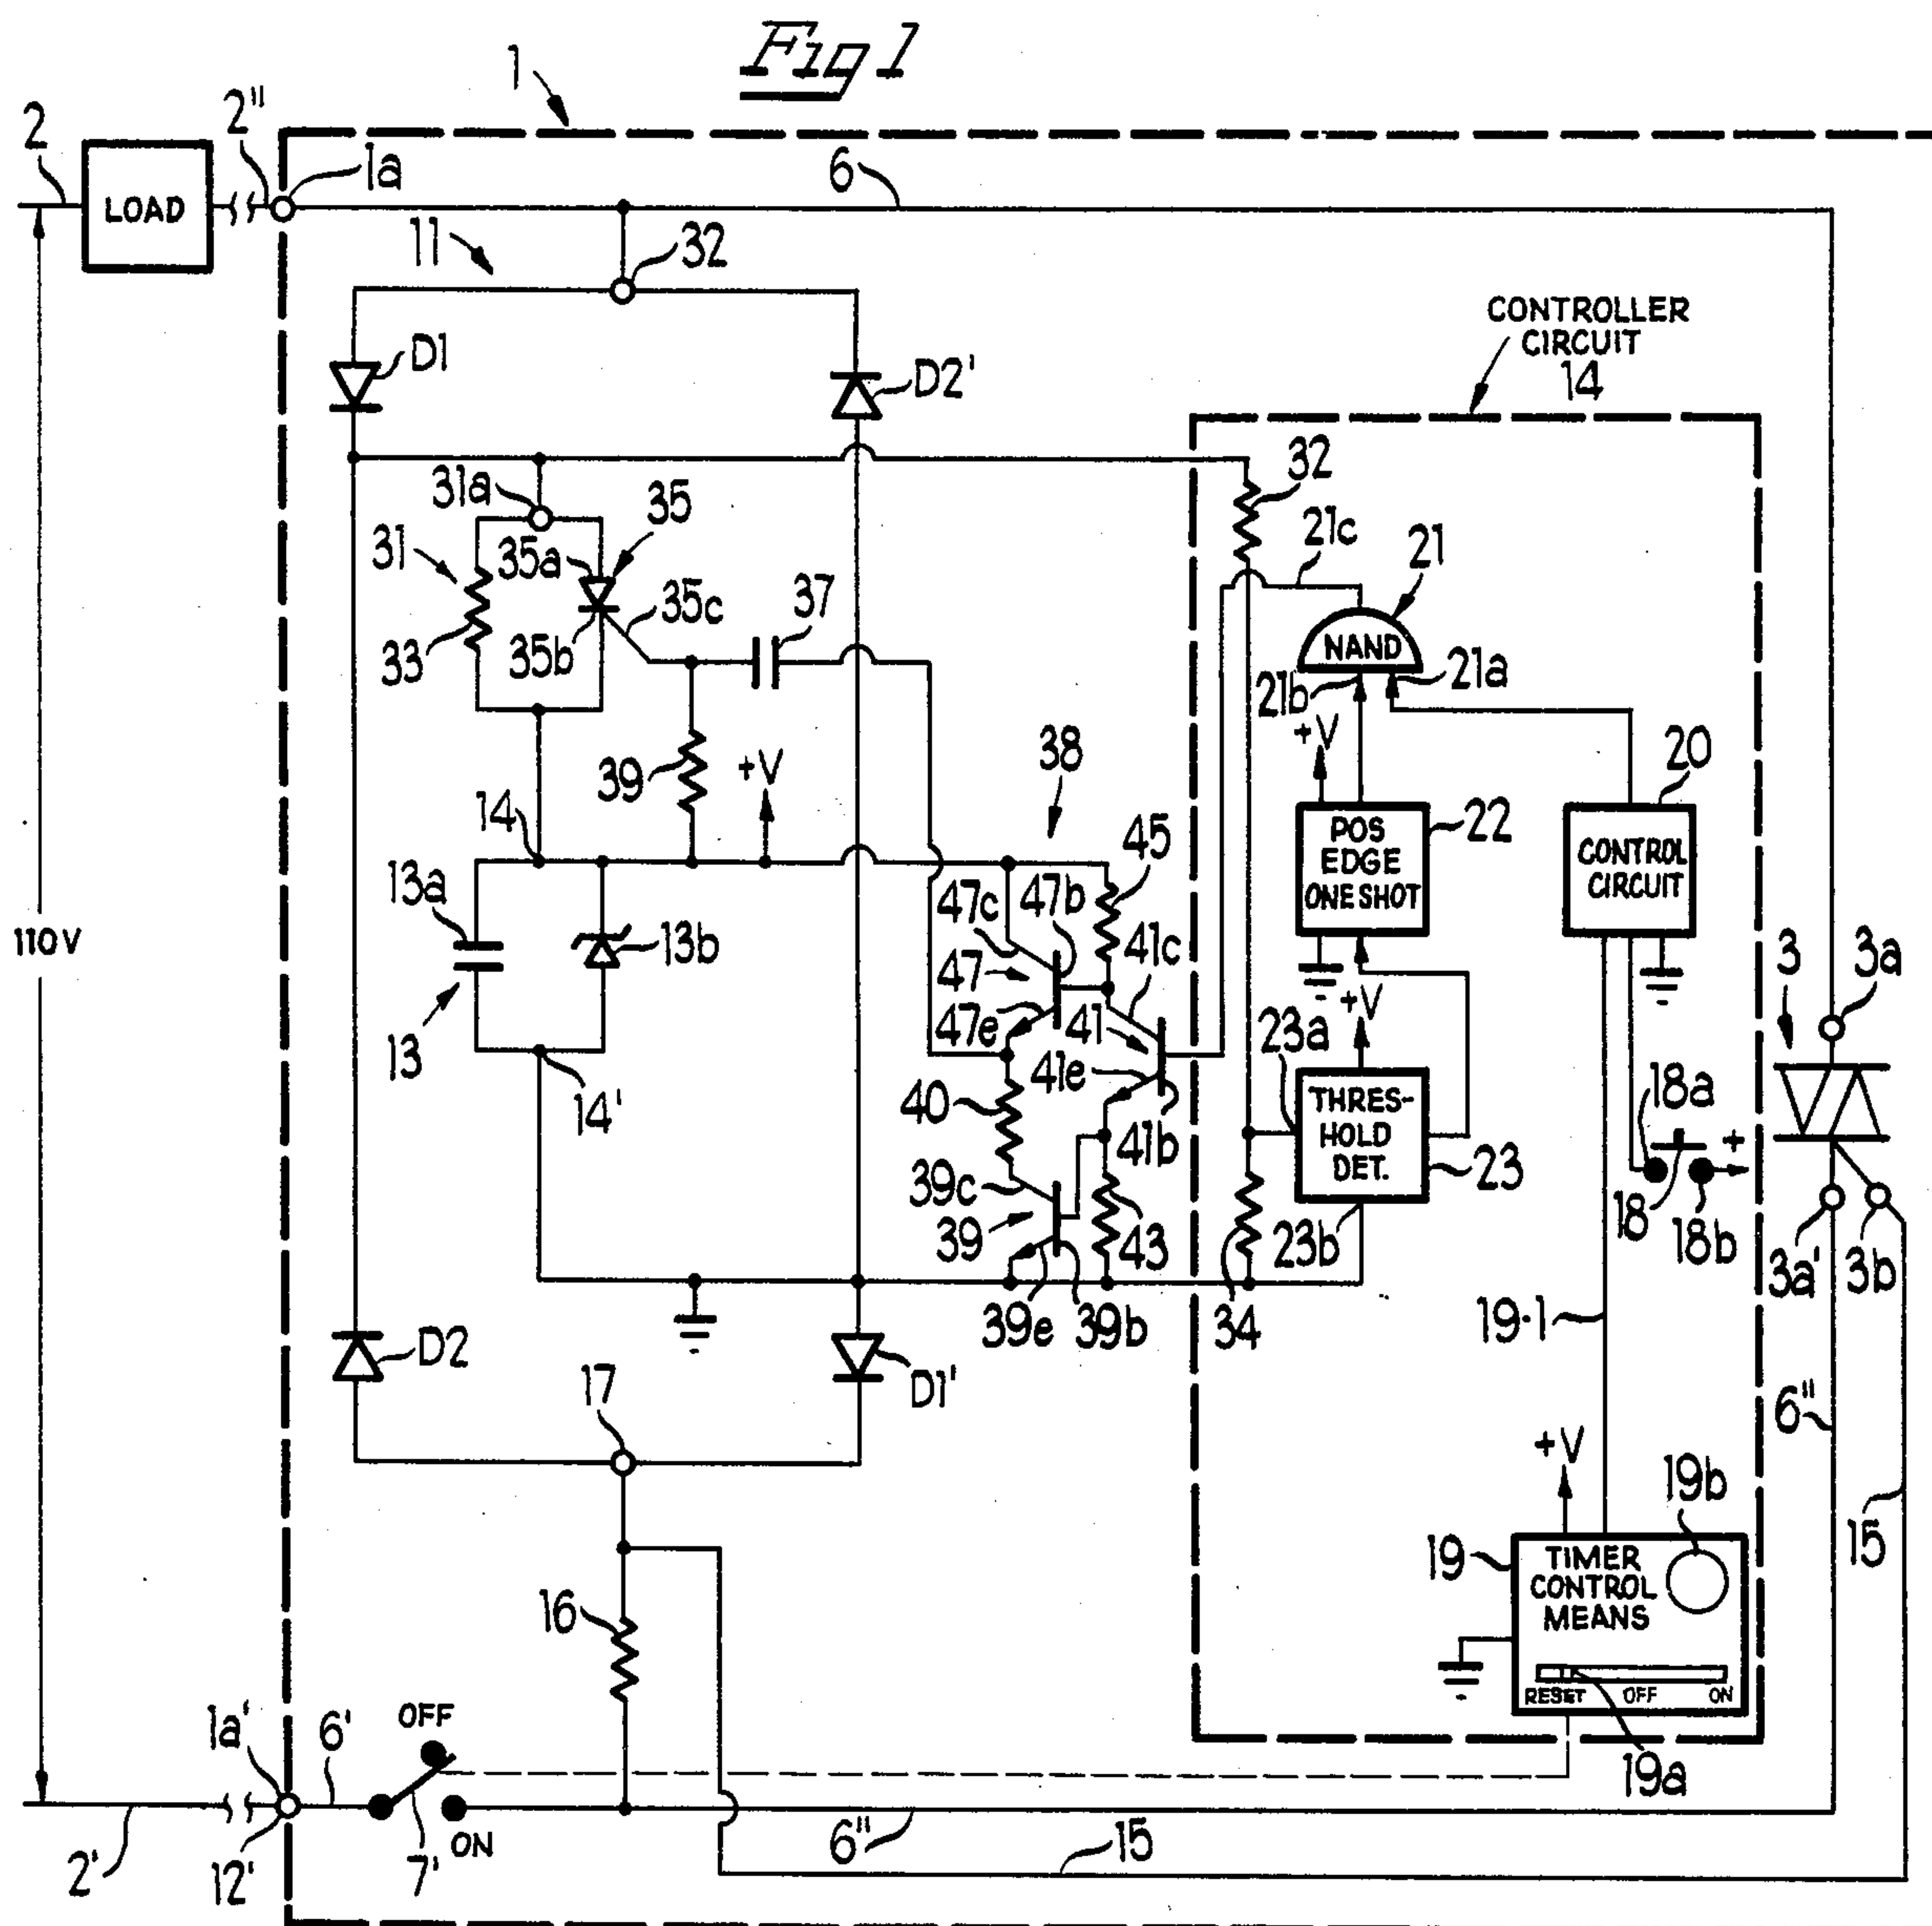 Fig 1
1
2
2"
1a
6
LOAD
11
32
CONTROLLER
CIRCUIT
14
D1
D2'
31a
35
32
21c
21
31
35a
35c
37
33
35b
NAND
21b
21a
+V
39
+V
38
20
14
45
POS
EDGE
ONE SHOT
22
CONTROL
CIRCUIT
13a
47c
47b
110V
13b
47
41c
3
3a
+V
47e
41
23a
13
14'
40
41e
THRES-
HOLD
DET.
18a
+
41b
23
39c
39
43
23b
18
18b
3a'
3b
39e
39b
34
19-1
D2
D1'
17
6"
+V
19b
15
19
TIMER
CONTROL
MEANS
16
RESET
OFF
ON
1a'
6'
OFF
19a
2'
12'
7'
ON
6"
15